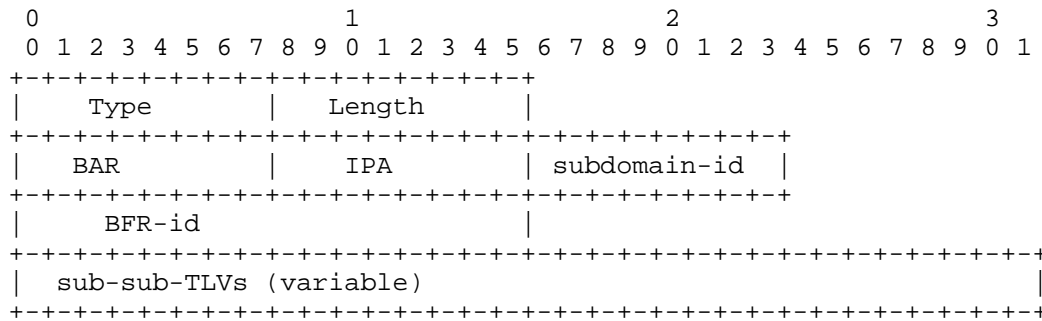 0                   1                   2                   3
 0 1 2 3 4 5 6 7 8 9 0 1 2 3 4 5 6 7 8 9 0 1 2 3 4 5 6 7 8 9 0 1
+-+-+-+-+-+-+-+-+-+-+-+-+-+-+-+-+
|     Type      |   Length      |
+-+-+-+-+-+-+-+-+-+-+-+-+-+-+-+-+-+-+-+-+-+-+-+-+
|   BAR         |    IPA        | subdomain-id  |
+-+-+-+-+-+-+-+-+-+-+-+-+-+-+-+-+-+-+-+-+-+-+-+-+
|     BFR-id                    |
+-+-+-+-+-+-+-+-+-+-+-+-+-+-+-+-+-+-+-+-+-+-+-+-+-+-+-+-+-+-+-+-+
|  sub-sub-TLVs (variable)                                      |
+-+-+-+-+-+-+-+-+-+-+-+-+-+-+-+-+-+-+-+-+-+-+-+-+-+-+-+-+-+-+-+-+